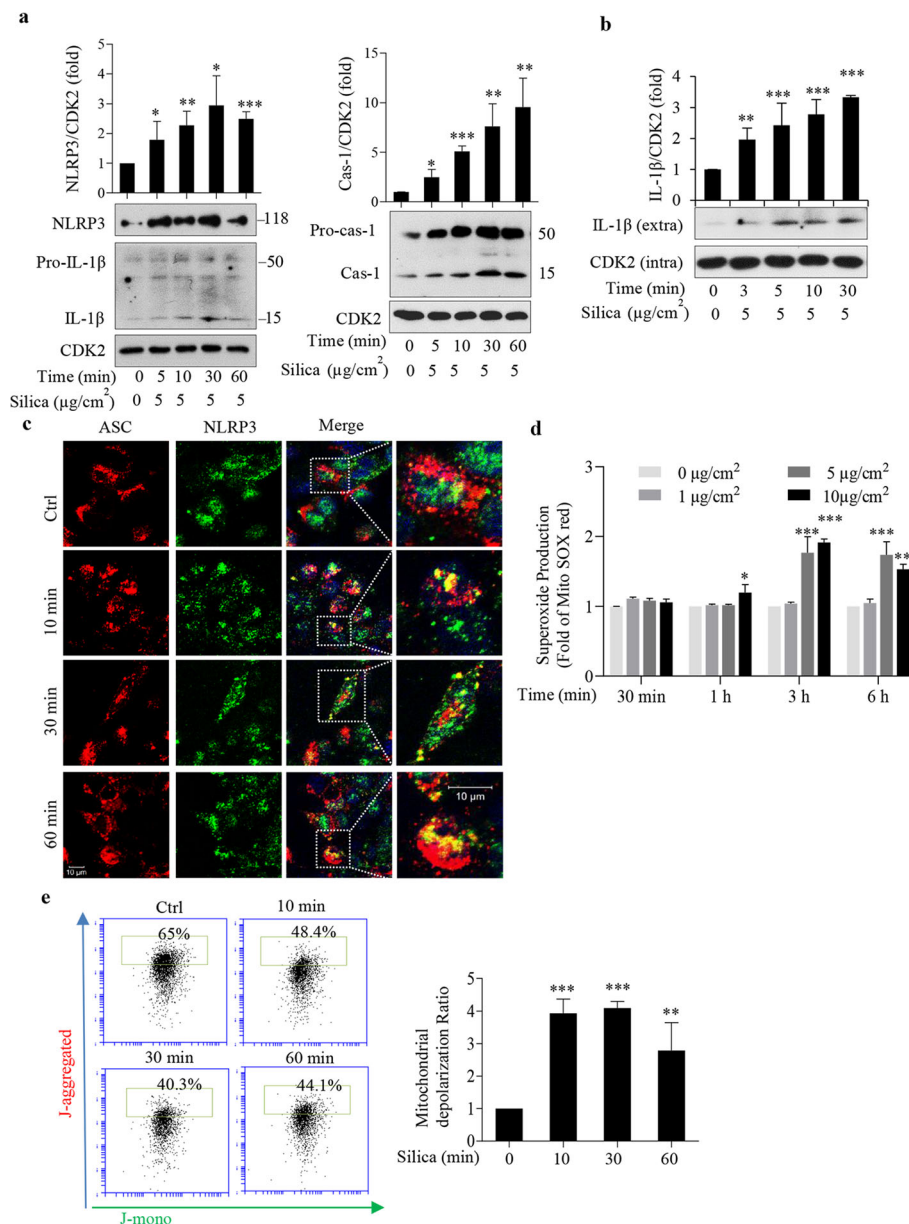 a
NLRP3/CDK2 (fold)
5
4
3
2
1
0
*
**
*
***
NLRP3
–118
Pro-IL-1β
–50
IL-1β
–15
CDK2
Time (min) 0 5 10 30 60
Silica (µg/cm²) 0 5 5 5 5
Cas-1/CDK2 (fold)
15
10
5
0
*
***
**
**
Pro-cas-1
50
Cas-1
15
CDK2
Time (min) 0 5 10 30 60
Silica (µg/cm²) 0 5 5 5 5
b
IL-1β/CDK2 (fold)
4
3
2
1
0
**
***
***
***
IL-1β (extra)
CDK2 (intra)
Time (min) 0 3 5 10 30
Silica (µg/cm²) 0 5 5 5 5
c
ASC NLRP3 Merge
Ctrl
10 min
30 min
60 min
10 µm
10 µm
d
Superoxide Production
(Fold of Mito SOX red)
3
2
1
0
0 µg/cm²
1 µg/cm²
5 µg/cm²
10µg/cm²
*
***
***
***
**
Time (min) 30 min 1 h 3 h 6 h
e
J-aggregated
J-mono
Ctrl
65%
10 min
48.4%
30 min
40.3%
60 min
44.1%
Mitochondrial
depolarization Ratio
5
4
3
2
1
0
***
***
**
Silica (min) 0 10 30 60